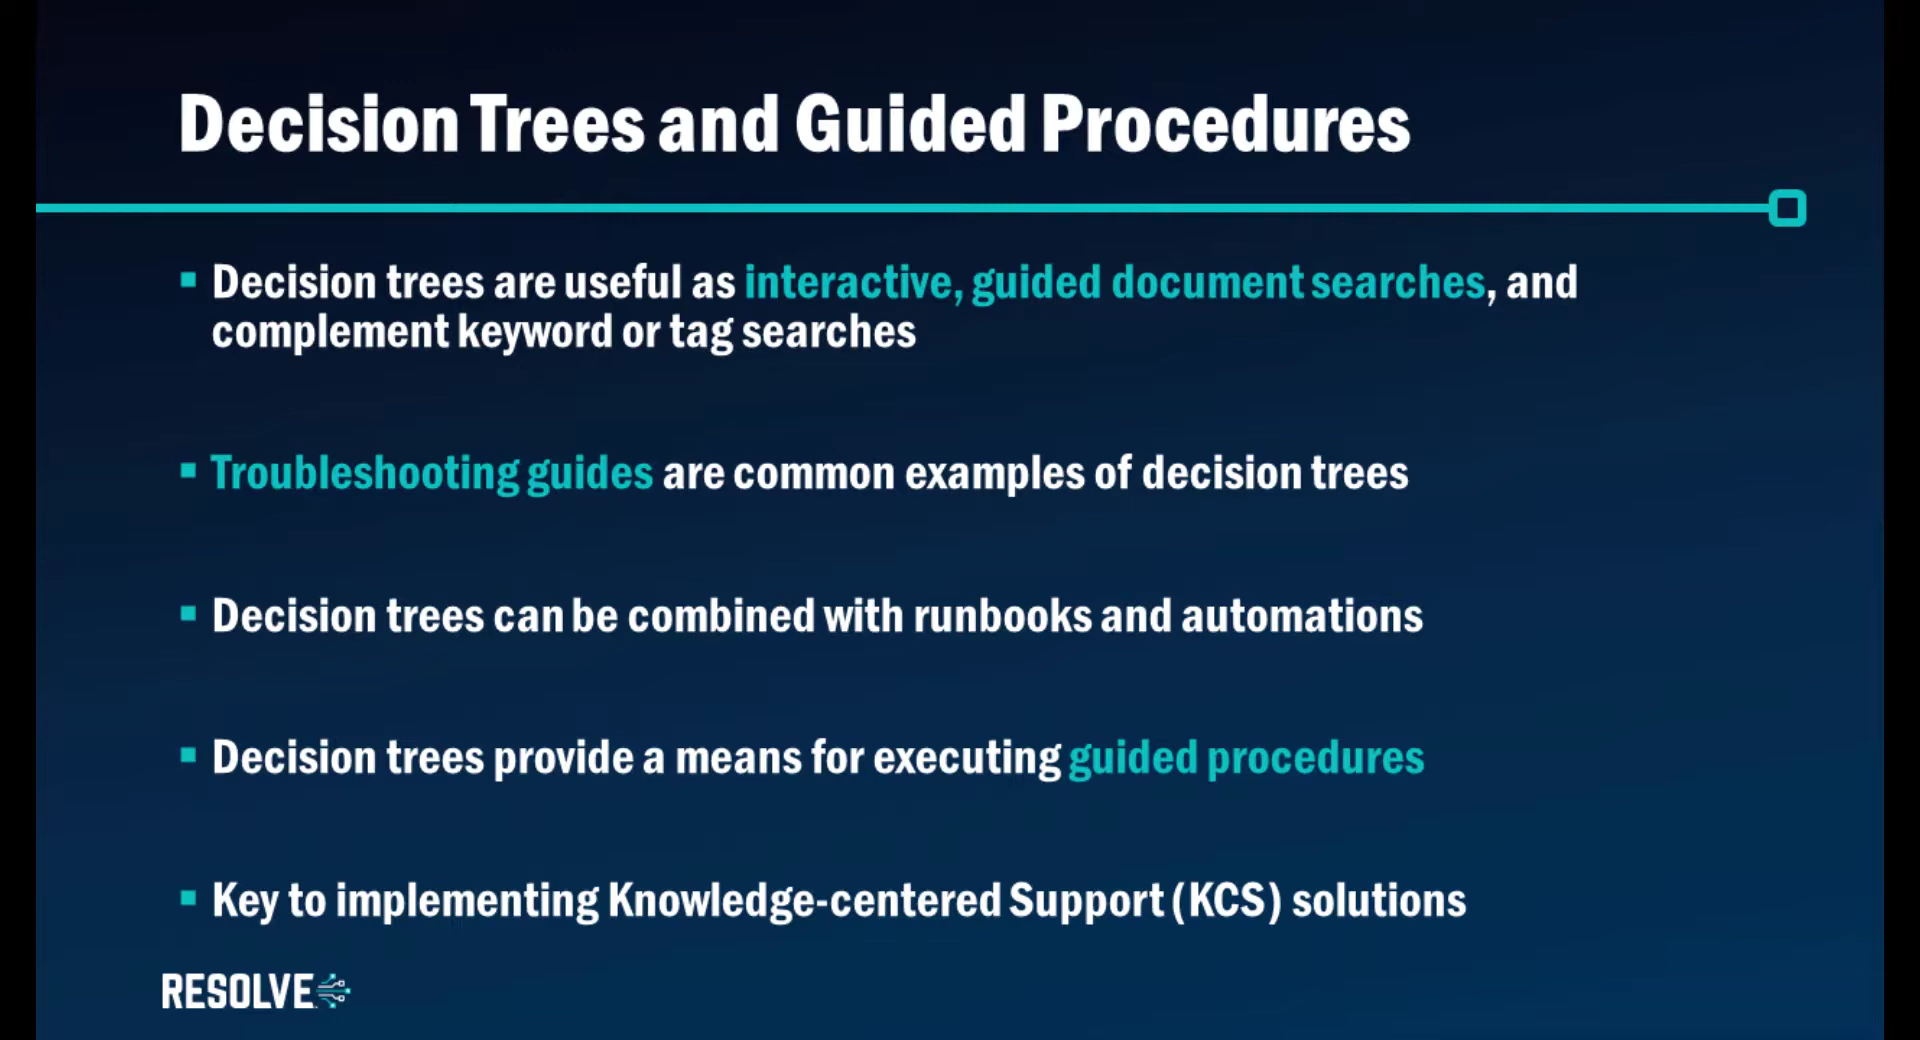 Decision Trees and Guided Procedures
Decision trees are useful as interactive, guided document searches, and
complement keyword or tag searches
Troubleshooting guides are common examples of decision trees
Decision trees can be combined with runbooks and automations
Decision trees provide a means for executing guided procedures
Key to implementing Knowledge-centered Support (KCS) solutions
RESOLVE